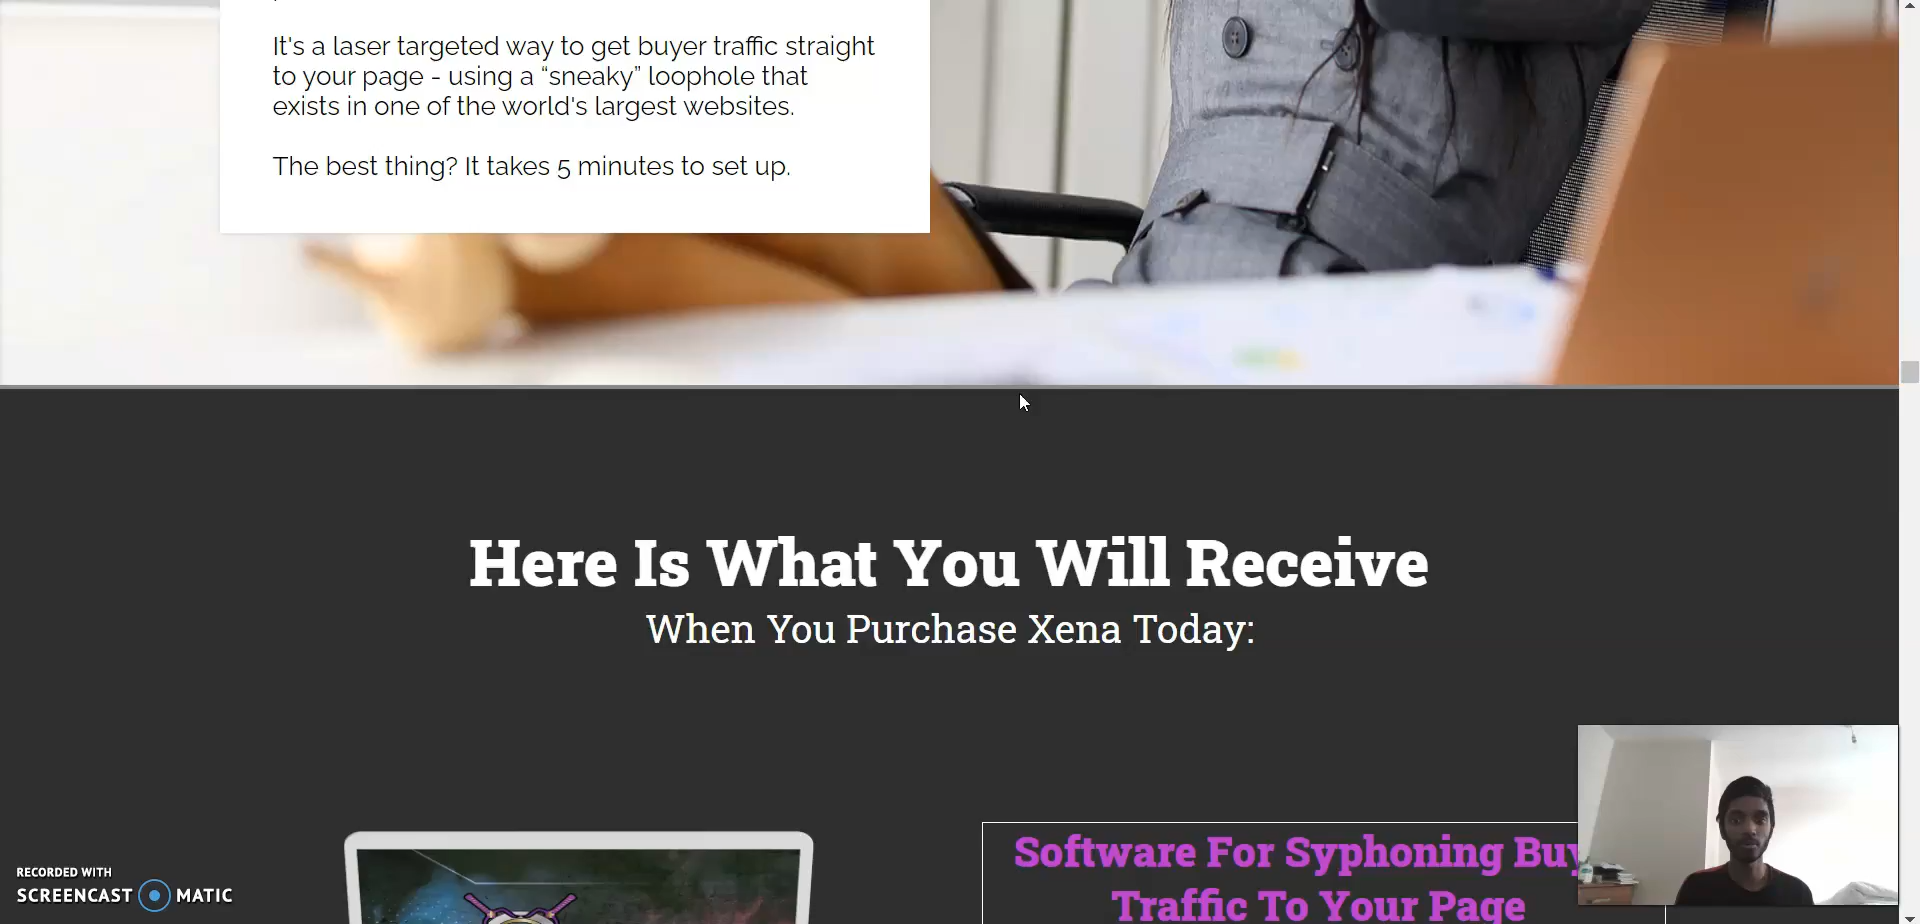 It's a laser targeted way to get buyer traffic straight
to your page - using a “sneaky” loophole that
exists in one of the world's largest websites.
The best thing? It takes 5 minutes to set up.
Here Is What You Will Receive
When You Purchase Xena Today:
Software For Syphoning
Traffic To Your Page
RECORDED WITH
SCREENCAST MATIC